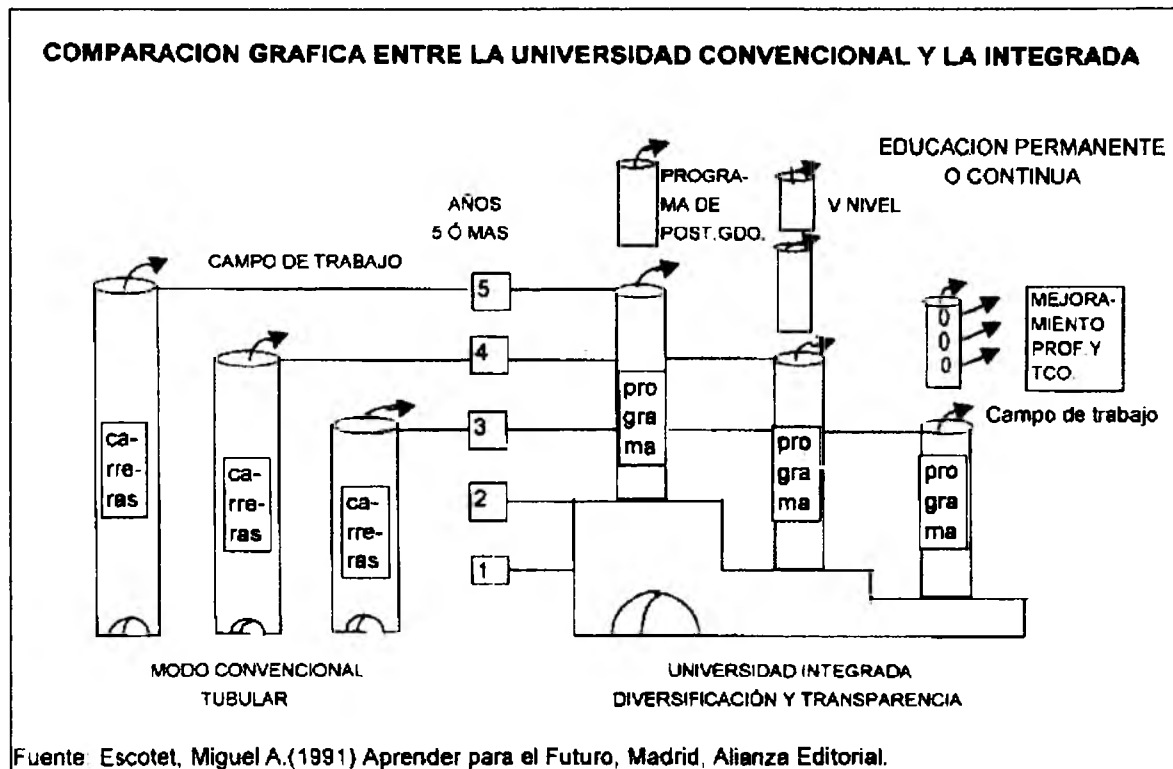 COMPARACION GRAFICA ENTRE LA UNIVERSIDAD CONVENCIONAL Y LA INTEGRADA
EDUCACION PERMANENTE
O CONTINUA
PROGRA-
MA DE
POST.GDO.
V NIVEL
AÑOS
5 Ó MAS
CAMPO DE TRABAJO
5
4
3
2
1
MEJORA-
MIENTO
PROF. Y
TCO.
Campo de trabajo
ca-
rre-
ras
ca-
rre-
ras
ca-
rre-
ras
pro
gra
ma
pro
gra
ma
pro
gra
ma
MODO CONVENCIONAL
TUBULAR
UNIVERSIDAD INTEGRADA
DIVERSIFICACIÓN Y TRANSPARENCIA
Fuente: Escotet, Miguel A.(1991) Aprender para el Futuro, Madrid, Alianza Editorial.